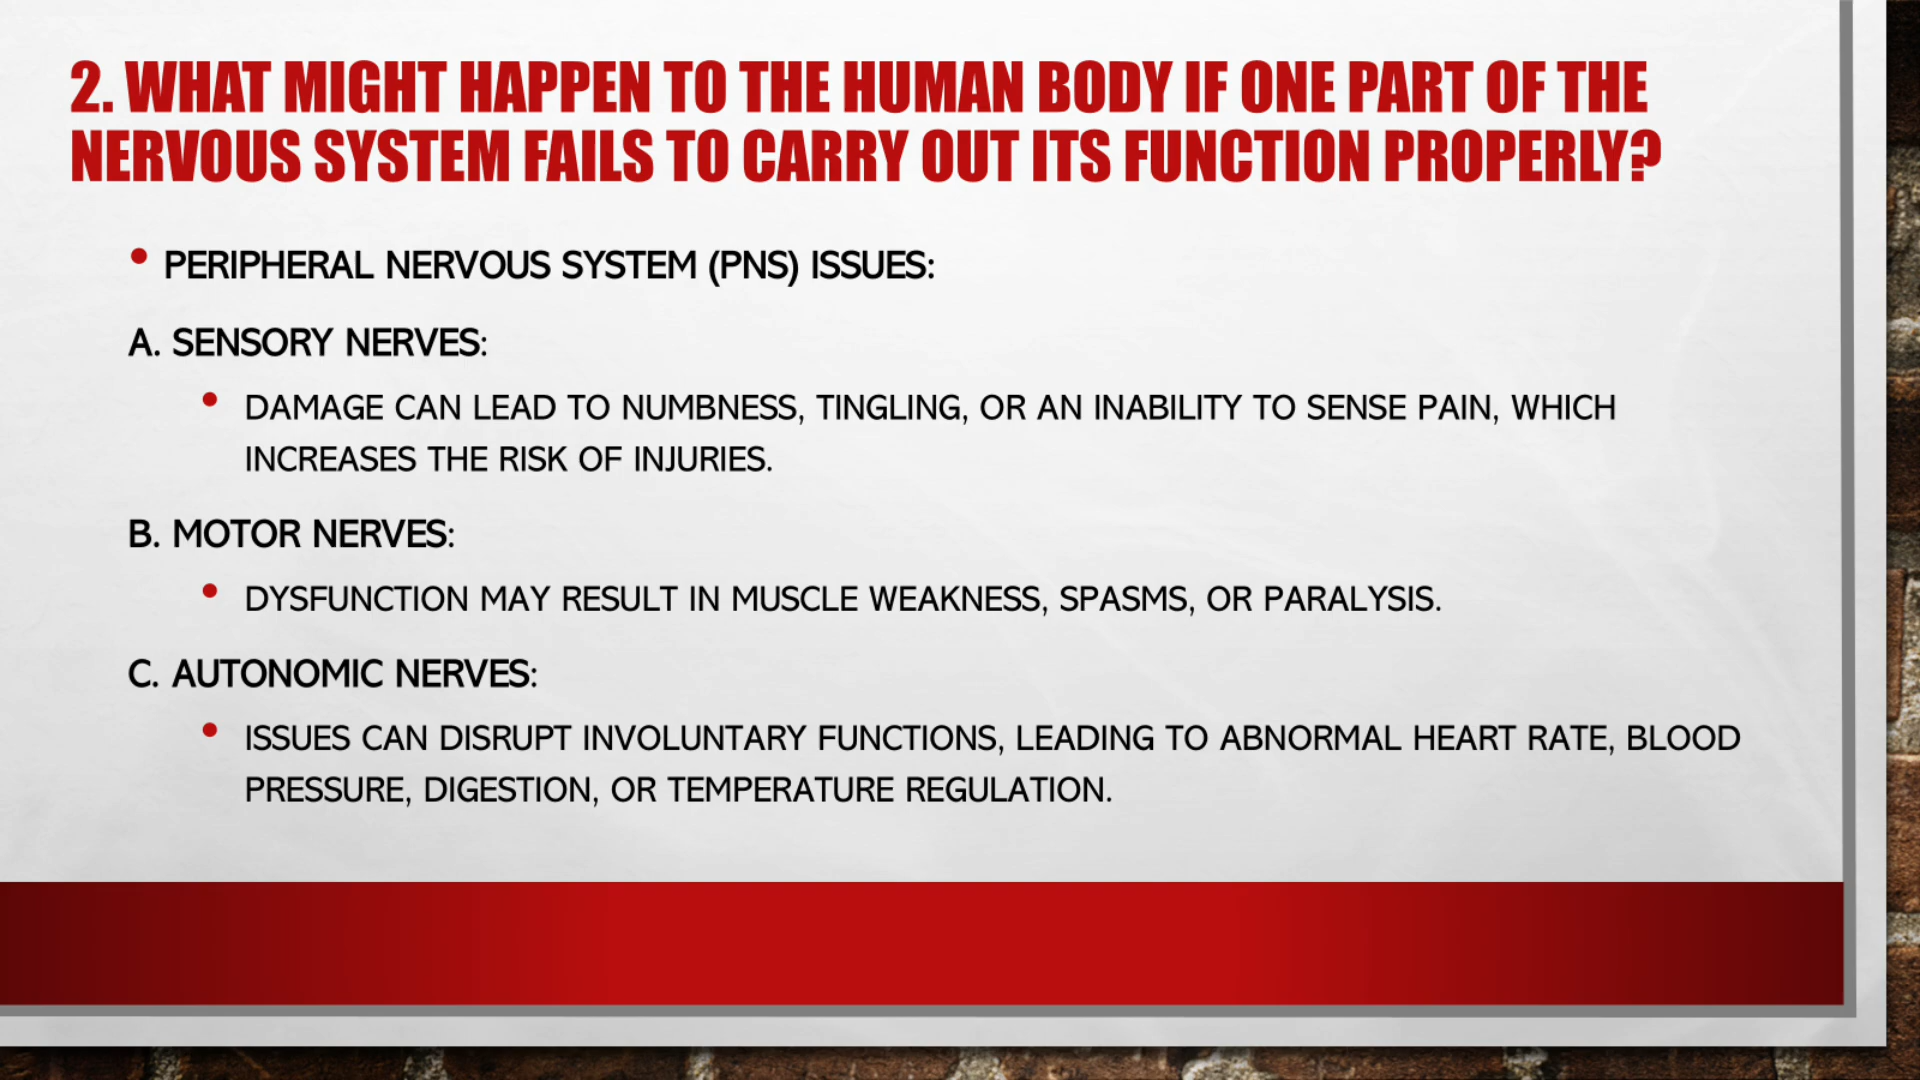 2. WHAT MIGHT HAPPEN TO THE HUMAN BODY IF ONE PART OF THE
NERVOUS SYSTEM FAILS TO CARRY OUT ITS FUNCTION PROPERLY?
• PERIPHERAL NERVOUS SYSTEM (PNS) ISSUES:
A. SENSORY NERVES:
• DAMAGE CAN LEAD TO NUMBNESS, TINGLING, OR AN INABILITY TO SENSE PAIN, WHICH
INCREASES THE RISK OF INJURIES.
B. MOTOR NERVES:
• DYSFUNCTION MAY RESULT IN MUSCLE WEAKNESS, SPASMS, OR PARALYSIS.
C. AUTONOMIC NERVES:
• ISSUES CAN DISRUPT INVOLUNTARY FUNCTIONS, LEADING TO ABNORMAL HEART RATE, BLOOD
PRESSURE, DIGESTION, OR TEMPERATURE REGULATION.